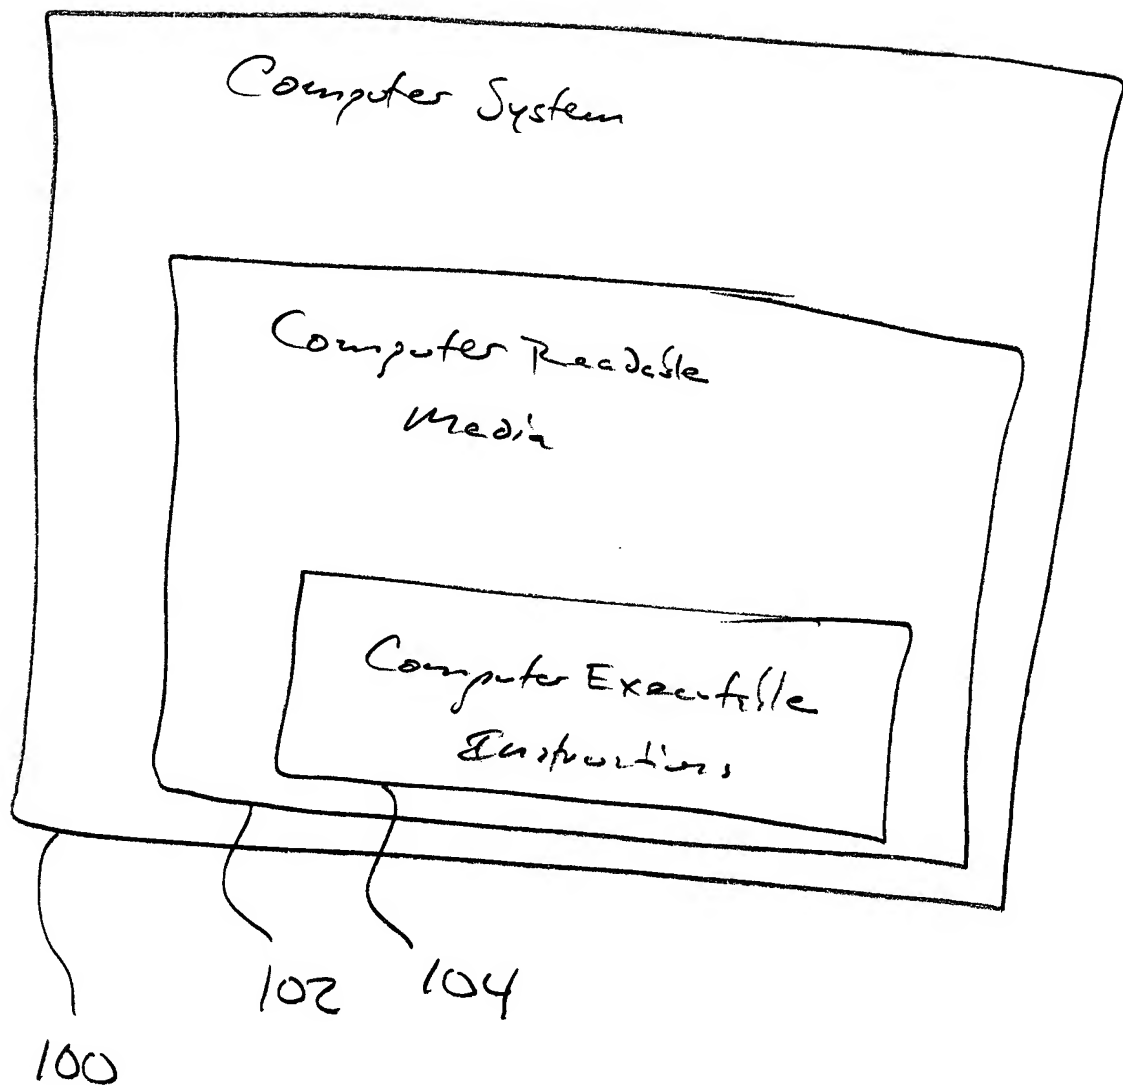 Computer System
Computer Readable
Media
Computer Executable
Instructions
102
104
100